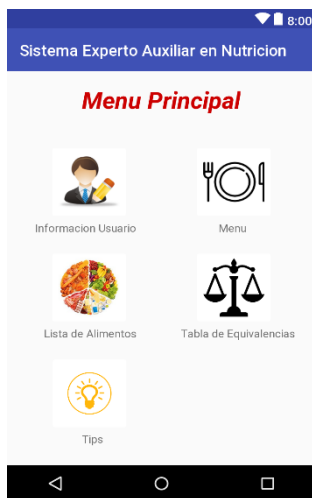 8:00
Sistema Experto Auxiliar en Nutricion
Menu Principal
Informacion Usuario
Menu
Lista de Alimentos
Tabla de Equivalencias
Tips